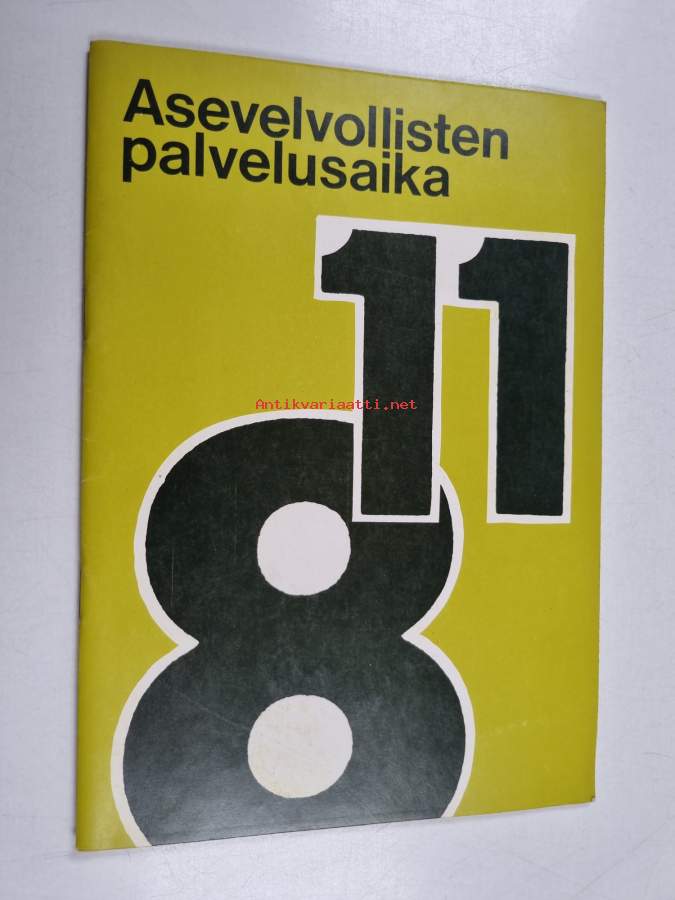 Asevelvollisten
palvelusaika
11
Antikvariaatti.net
8